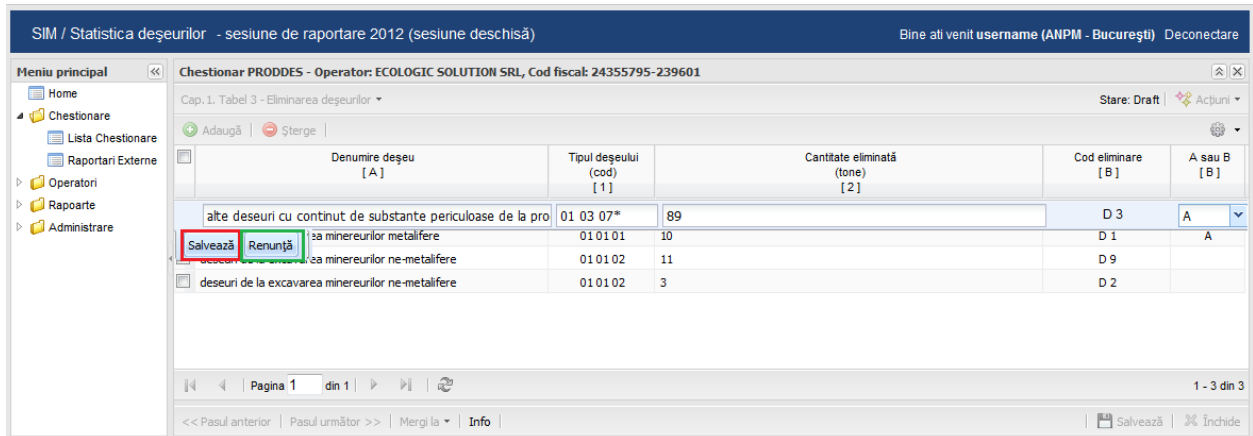 SIM / Statistica deşeurilor - sesiune de raportare 2012 (sesiune deschisă)
Bine ati venit username (ANPM - Bucureşti) Deconectare
Meniu principal
Home
Chestionare
Lista Chestionare
Raportari Externe
Operatori
Rapoarte
Administrare
Chestionar PRODDES - Operator: ECOLOGIC SOLUTION SRL, Cod fiscal: 24355795-239601
Cap. 1. Tabel 3 - Eliminarea deşeurilor
Stare: Draft
Acţiuni
Adaugă
Şterge
Denumire deşeu
[ A ]
Tipul deşeului
(cod)
[ 1 ]
Cantitate eliminată
(tone)
[ 2 ]
Cod eliminare
[ B ]
A sau B
[ B ]
alte deseuri cu continut de substante periculoase de la pro 01 03 07* 89 D 3 A
Salvează Renunţă
minereurilor metalifere 01 01 01 10 D 1 A
deseuri de la excavarea minereurilor ne-metalifere 01 01 02 11 D 9
deseuri de la excavarea minereurilor ne-metalifere 01 01 02 3 D 2
Pagina 1 din 1
1 - 3 din 3
<< Pasul anterior Pasul următor >> Mergi la Info
Salvează Închide